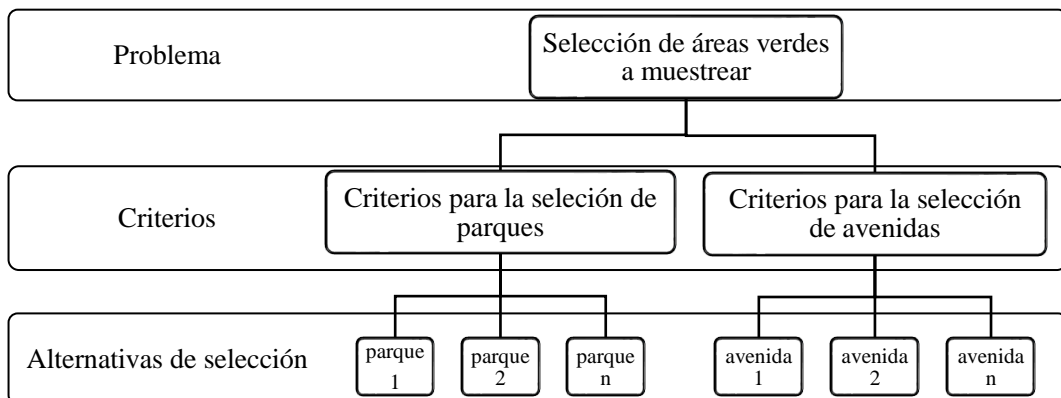 Problema
Selección de áreas verdes
a muestrear
Criterios
Criterios para la seleción de
parques
Criterios para la selección
de avenidas
Alternativas de selección
parque
1
parque
2
parque
n
avenida
1
avenida
2
avenida
n